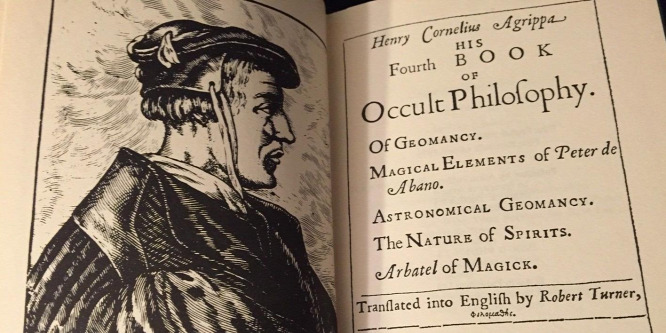 Henry Cornelius Agrippa
HIS
Fourth BOOK
OF
Occult Philoſophy.
Of GEOMANCY.
MAGICAL ELEMENTS of Peter de
Abano.
ASTRONOMICAL GEOMANCY.
The NATURE of SPIRITS.
Arbatel of MAGICK.
Tranſlated into Engliſh by Robert Turner,
Φιλομαθής.